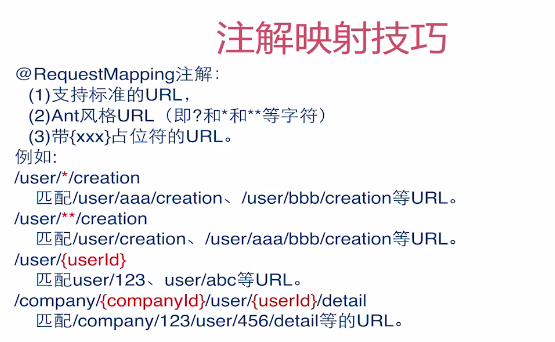 注解映射技巧
@RequestMapping注解：
(1)支持标准的URL，
(2)Ant风格URL（即?和*和**等字符）
(3)带{xxx}占位符的URL。
例如:
/user/*/creation
匹配/user/aaa/creation、/user/bbb/creation等URL。
/user/**/creation
匹配/user/creation、/user/aaa/bbb/creation等URL。
/user/{userId}
匹配user/123、user/abc等URL。
/company/{companyId}/user/{userId}/detail
匹配/company/123/user/456/detail等的URL。